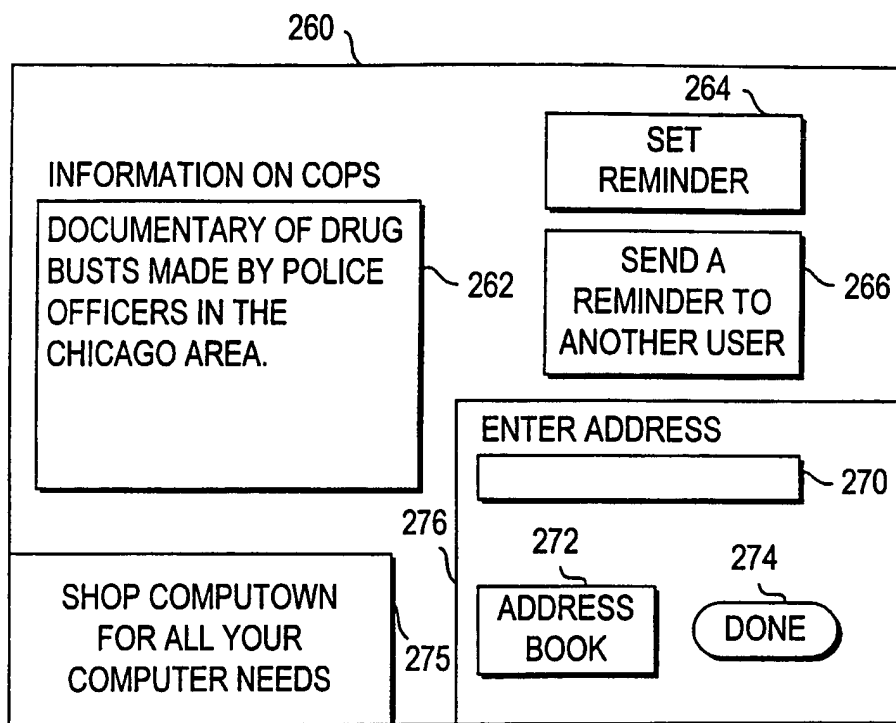 260
264
SET
REMINDER
INFORMATION ON COPS
DOCUMENTARY OF DRUG
BUSTS MADE BY POLICE
OFFICERS IN THE
CHICAGO AREA.
262
SEND A
REMINDER TO
ANOTHER USER
266
ENTER ADDRESS
270
276
272
274
ADDRESS
BOOK
DONE
SHOP COMPUTOWN
FOR ALL YOUR
COMPUTER NEEDS
275